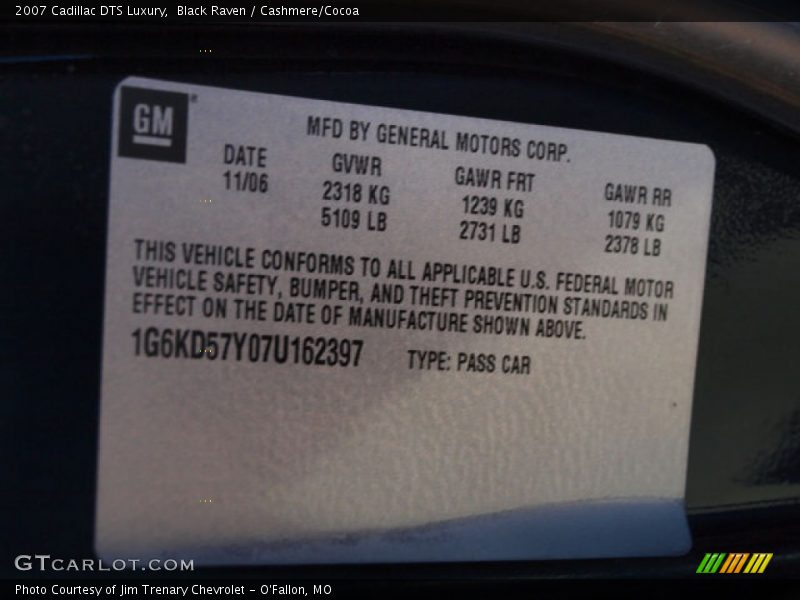 2007 Cadillac DTS Luxury,  Black Raven / Cashmere/Cocoa
GM
MFD BY GENERAL MOTORS CORP.
DATE GVWR GAWR FRT GAWR RR
11/06 2318 KG 1239 KG 1079 KG
5109 LB 2731 LB 2378 LB
THIS VEHICLE CONFORMS TO ALL APPLICABLE U.S. FEDERAL MOTOR
VEHICLE SAFETY, BUMPER, AND THEFT PREVENTION STANDARDS IN
EFFECT ON THE DATE OF MANUFACTURE SHOWN ABOVE.
1G6KD57Y07U162397 TYPE: PASS CAR
GTCARLOT.COM
Photo Courtesy of Jim Trenary Chevrolet - O'Fallon, MO